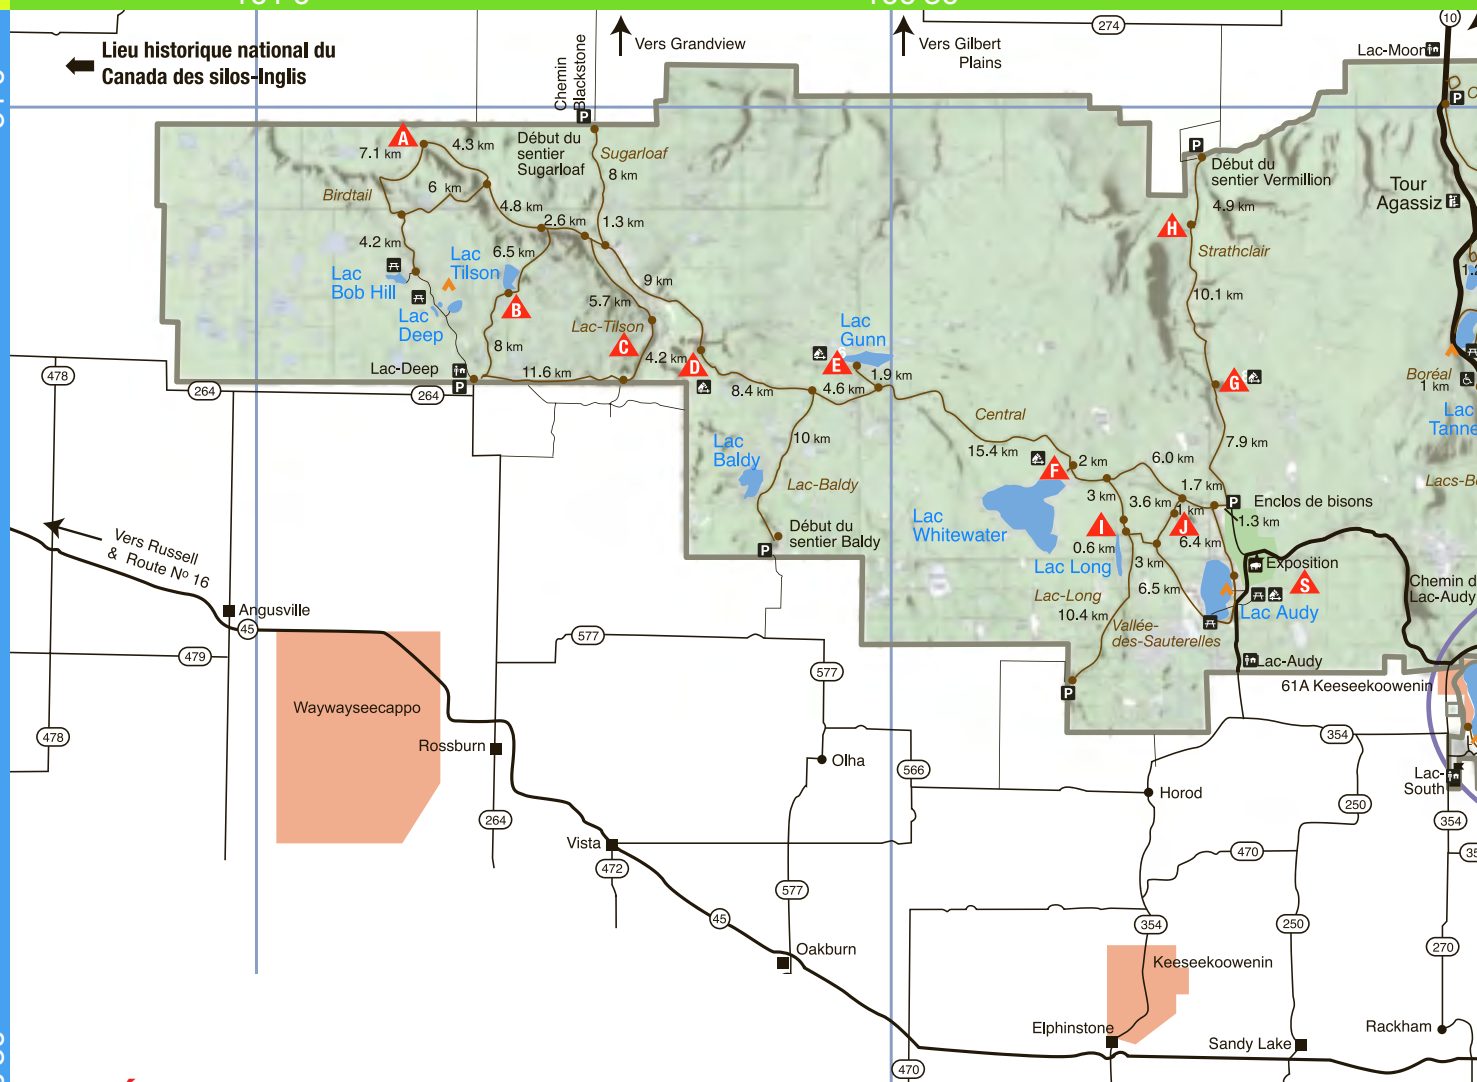 Lieu historique national du
Canada des silos-Inglis
Chemin
Blackstone
Vers Grandview
Vers Gilbert
Plains
274
10
Lac-Moon
P
P
P
A
7.1 km
4.3 km
Début du
sentier
Sugarloaf
Sugarloaf
8 km
Birdtail
6 km
4.8 km
2.6 km
1.3 km
4.2 km
6.5 km
Lac
Tilson
9 km
Lac
Bob Hill
Lac
Deep
B
5.7 km
Lac-Tilson
C
8 km
4.2 km
D
Lac-Deep
P
11.6 km
264
264
478
Début du
sentier Vermillion
4.9 km
H
Strathclair
10.1 km
Tour
Agassiz
Lac
Gunn
E
1.9 km
8.4 km
4.6 km
G
Boréal
1 km
Central
10 km
15.4 km
7.9 km
Lac
Baldy
Lac-Baldy
F
2 km
6.0 km
1.7 km
3 km
3.6 km
1 km
P
Enclos de bisons
1.3 km
Début du
sentier Baldy
P
Lac
Whitewater
I
J
0.6 km
6.4 km
Lac Long
3 km
Exposition
S
Lac-Long
6.5 km
Lac Audy
10.4 km
Vallée-
des-Sauterelles
Lac-Audy
P
61A Keeseekoowenin
Lac-Audy
Vers Russell
& Route Nº 16
Angusville
45
479
478
577
577
Waywayseecappo
Rossburn
Olha
566
264
Vista
472
577
45
Oakburn
Horod
354
250
Lac-
South
354
470
354
250
270
Keeseekoowenin
Elphinstone
Sandy Lake
Rackham
470